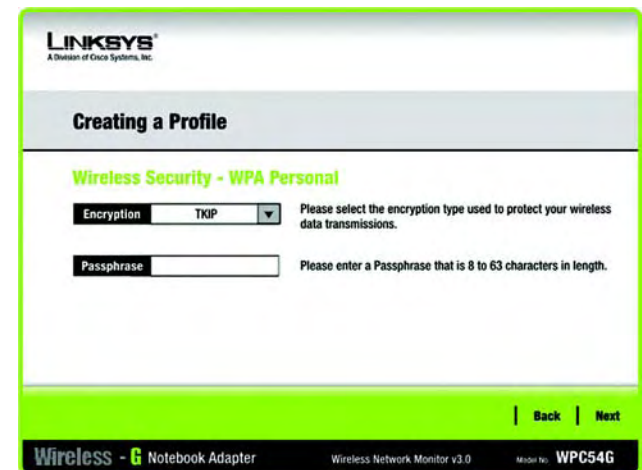 LINKSYS®
A Division of Cisco Systems, Inc.
Creating a Profile
Wireless Security - WPA Personal
Encryption TKIP Please select the encryption type used to protect your wireless
data transmissions.
Passphrase Please enter a Passphrase that is 8 to 63 characters in length.
Back Next
Wireless - G Notebook Adapter Wireless Network Monitor v3.0 Model No. WPC54G